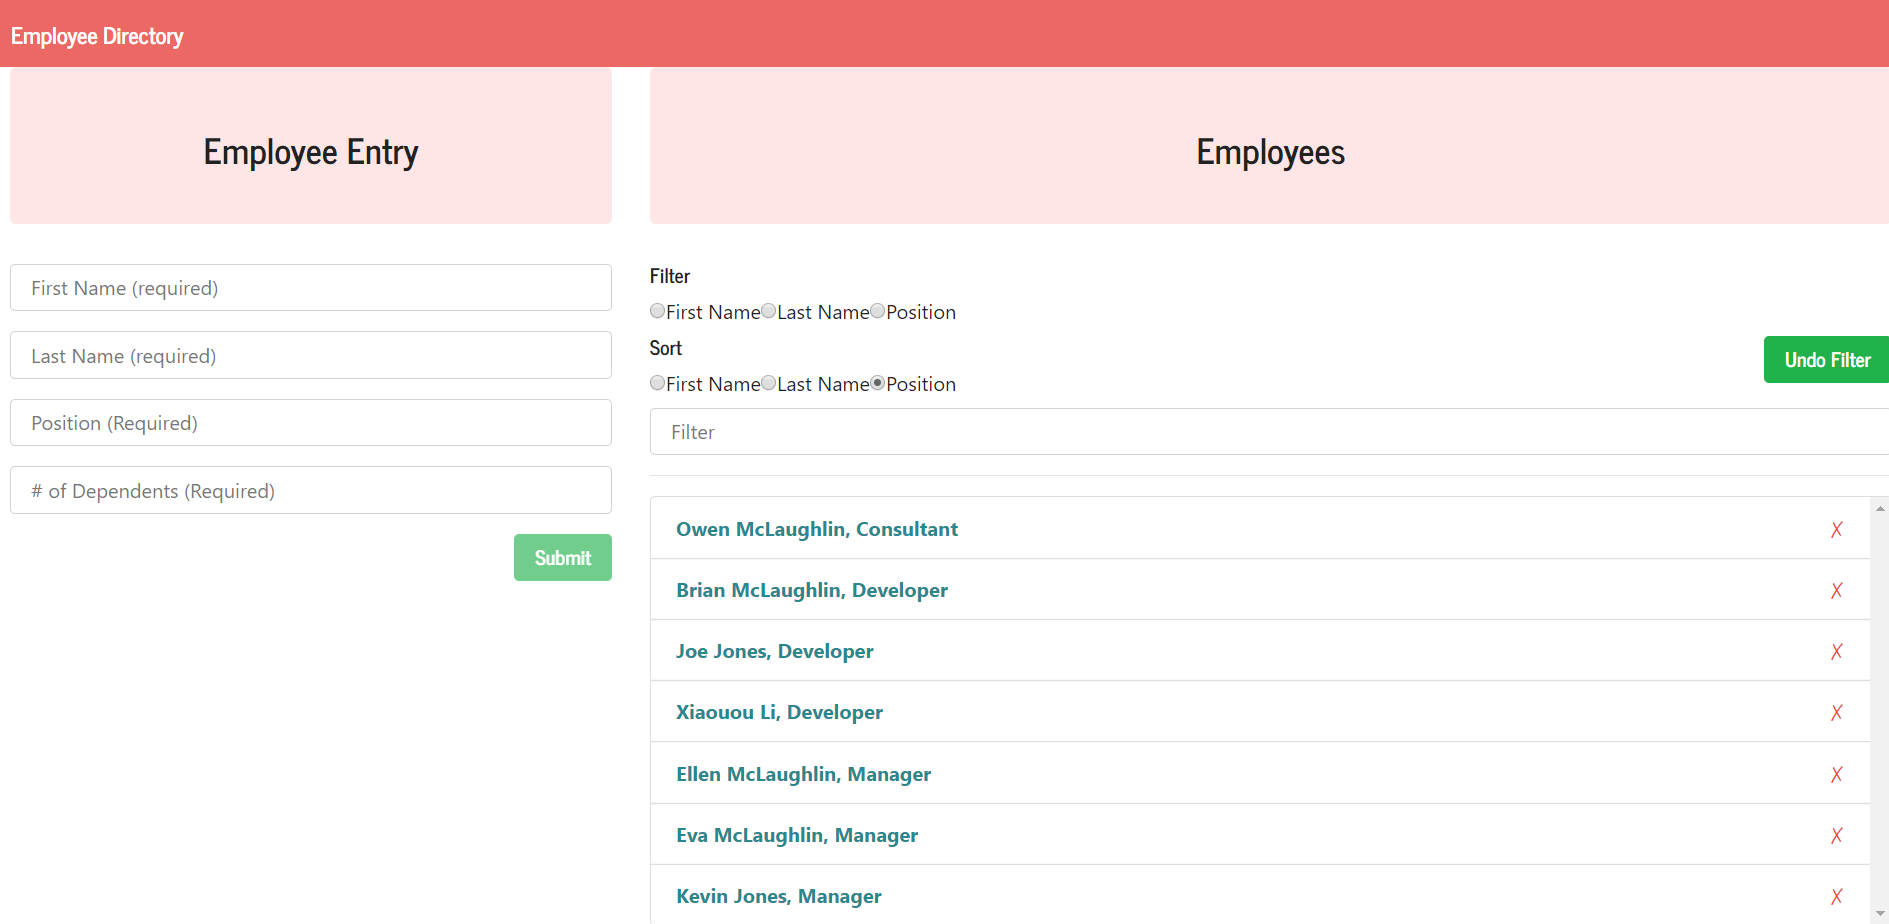 Employee Directory
Employee Entry
First Name (required)
Last Name (required)
Position (Required)
# of Dependents (Required)
Submit
Employees
Filter
First Name Last Name Position
Sort
First Name Last Name Position
Undo Filter
Filter
Owen McLaughlin, Consultant X
Brian McLaughlin, Developer X
Joe Jones, Developer X
Xiaouou Li, Developer X
Ellen McLaughlin, Manager X
Eva McLaughlin, Manager X
Kevin Jones, Manager X